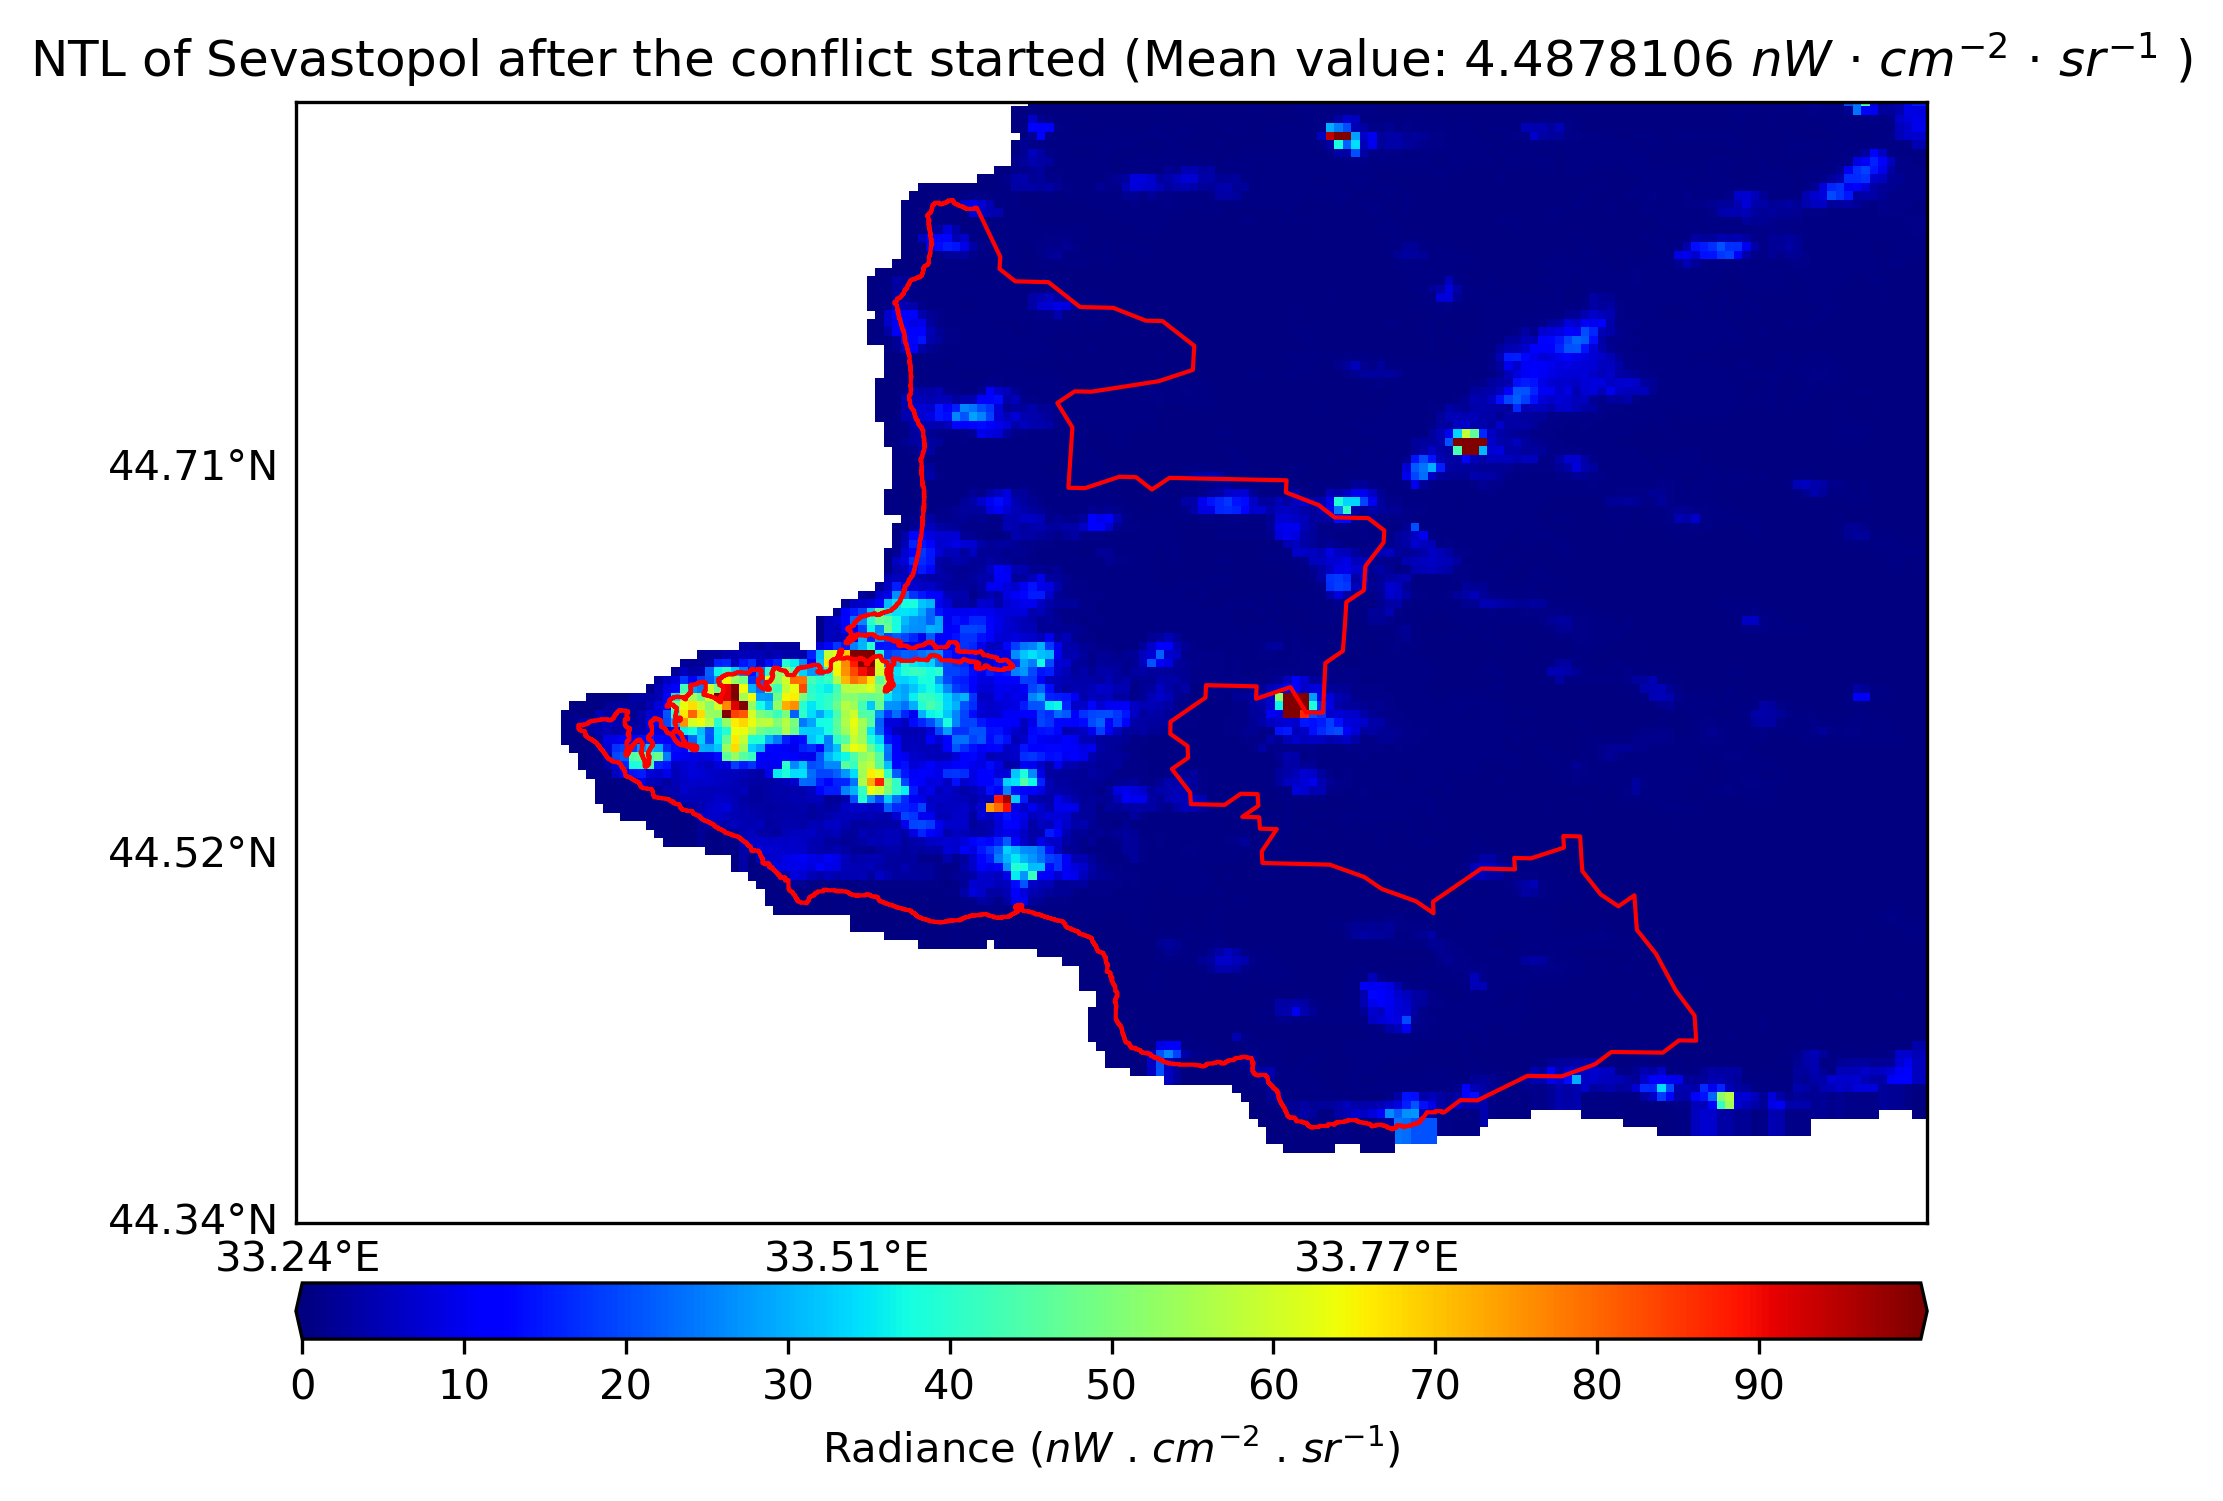 NTL of Sevastopol after the conflict started (Mean value: 4.4878106 nW · cm⁻² · sr⁻¹ )
44.71°N
44.52°N
44.34°N
33.24°E 33.51°E 33.77°E
0 10 20 30 40 50 60 70 80 90
Radiance (nW . cm⁻² . sr⁻¹)